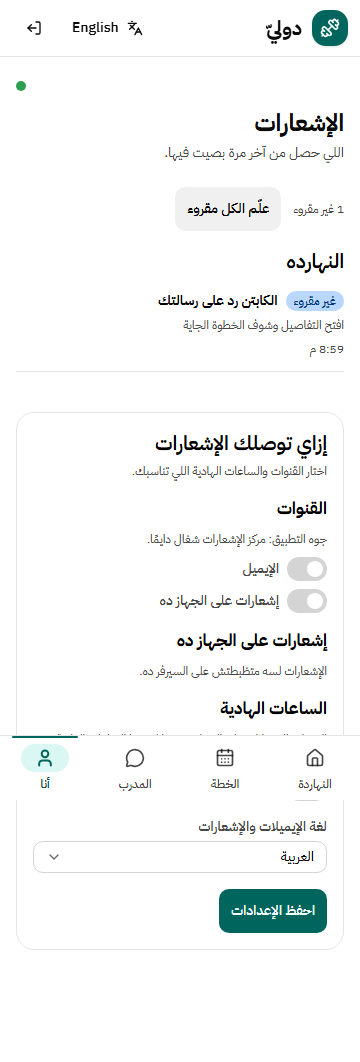 دوليّ
English
الإشعارات
اللي حصل من آخر مرة بصيت فيها.
1 غير مقروء
علّم الكل مقروء
النهارده
غير مقروء
الكابتن رد على رسالتك
افتح التفاصيل وشوف الخطوة الجاية
8:59 م
إزاي توصلك الإشعارات
اختار القنوات والساعات الهادية اللي تناسبك.
القنوات
جوه التطبيق: مركز الإشعارات شغال دايمًا.
الإيميل
إشعارات على الجهاز ده
إشعارات على الجهاز ده
الإشعارات لسه متظبطتش على السيرفر ده.
الساعات الهادية
النهاردة
الخطة
المدرب
أنا
لغة الإيميلات والإشعارات
العربية
احفظ الإعدادات